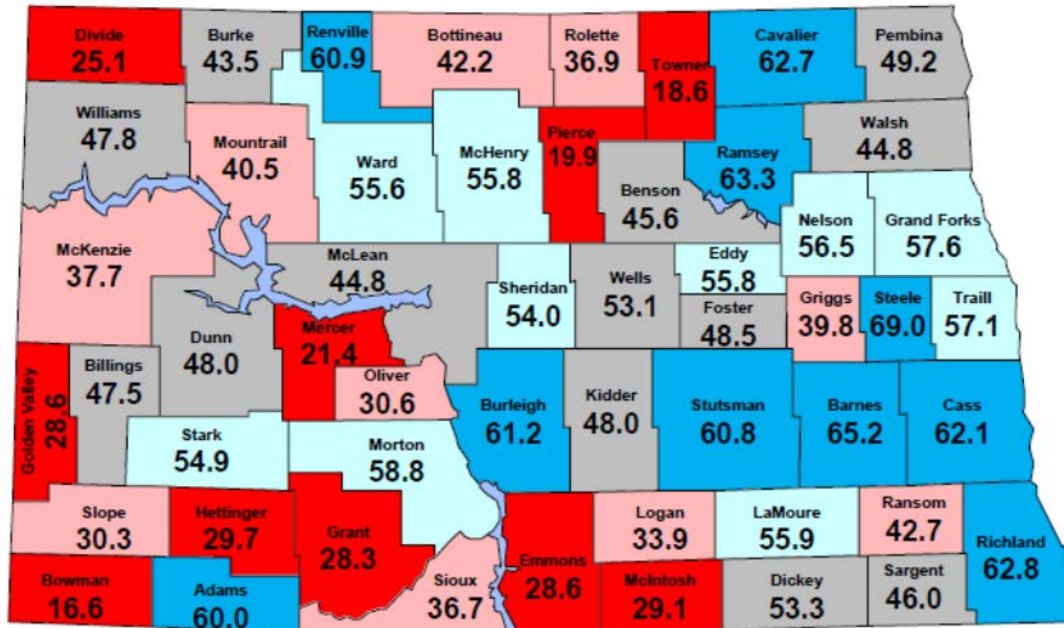 Divide
25.1
Burke
43.5
Renville
60.9
Bottineau
42.2
Rolette
36.9
Towner
18.6
Cavalier
62.7
Pembina
49.2
Williams
47.8
Mountrail
40.5
Ward
55.6
McHenry
55.8
Pierce
19.9
Benson
45.6
Ramsey
63.3
Walsh
44.8
Nelson
56.5
Grand Forks
57.6
McKenzie
37.7
McLean
44.8
Sheridan
54.0
Wells
53.1
Eddy
55.8
Foster
48.5
Griggs
39.8
Steele
69.0
Traill
57.1
Dunn
48.0
Mercer
21.4
Oliver
30.6
Golden Valley
28.6
Billings
47.5
Stark
54.9
Morton
58.8
Burleigh
61.2
Kidder
48.0
Stutsman
60.8
Barnes
65.2
Cass
62.1
Slope
30.3
Hettinger
29.7
Grant
28.3
Emmons
28.6
Logan
33.9
LaMoure
55.9
Ransom
42.7
Richland
62.8
Bowman
16.6
Adams
60.0
Sioux
36.7
McIntosh
29.1
Dickey
53.3
Sargent
46.0